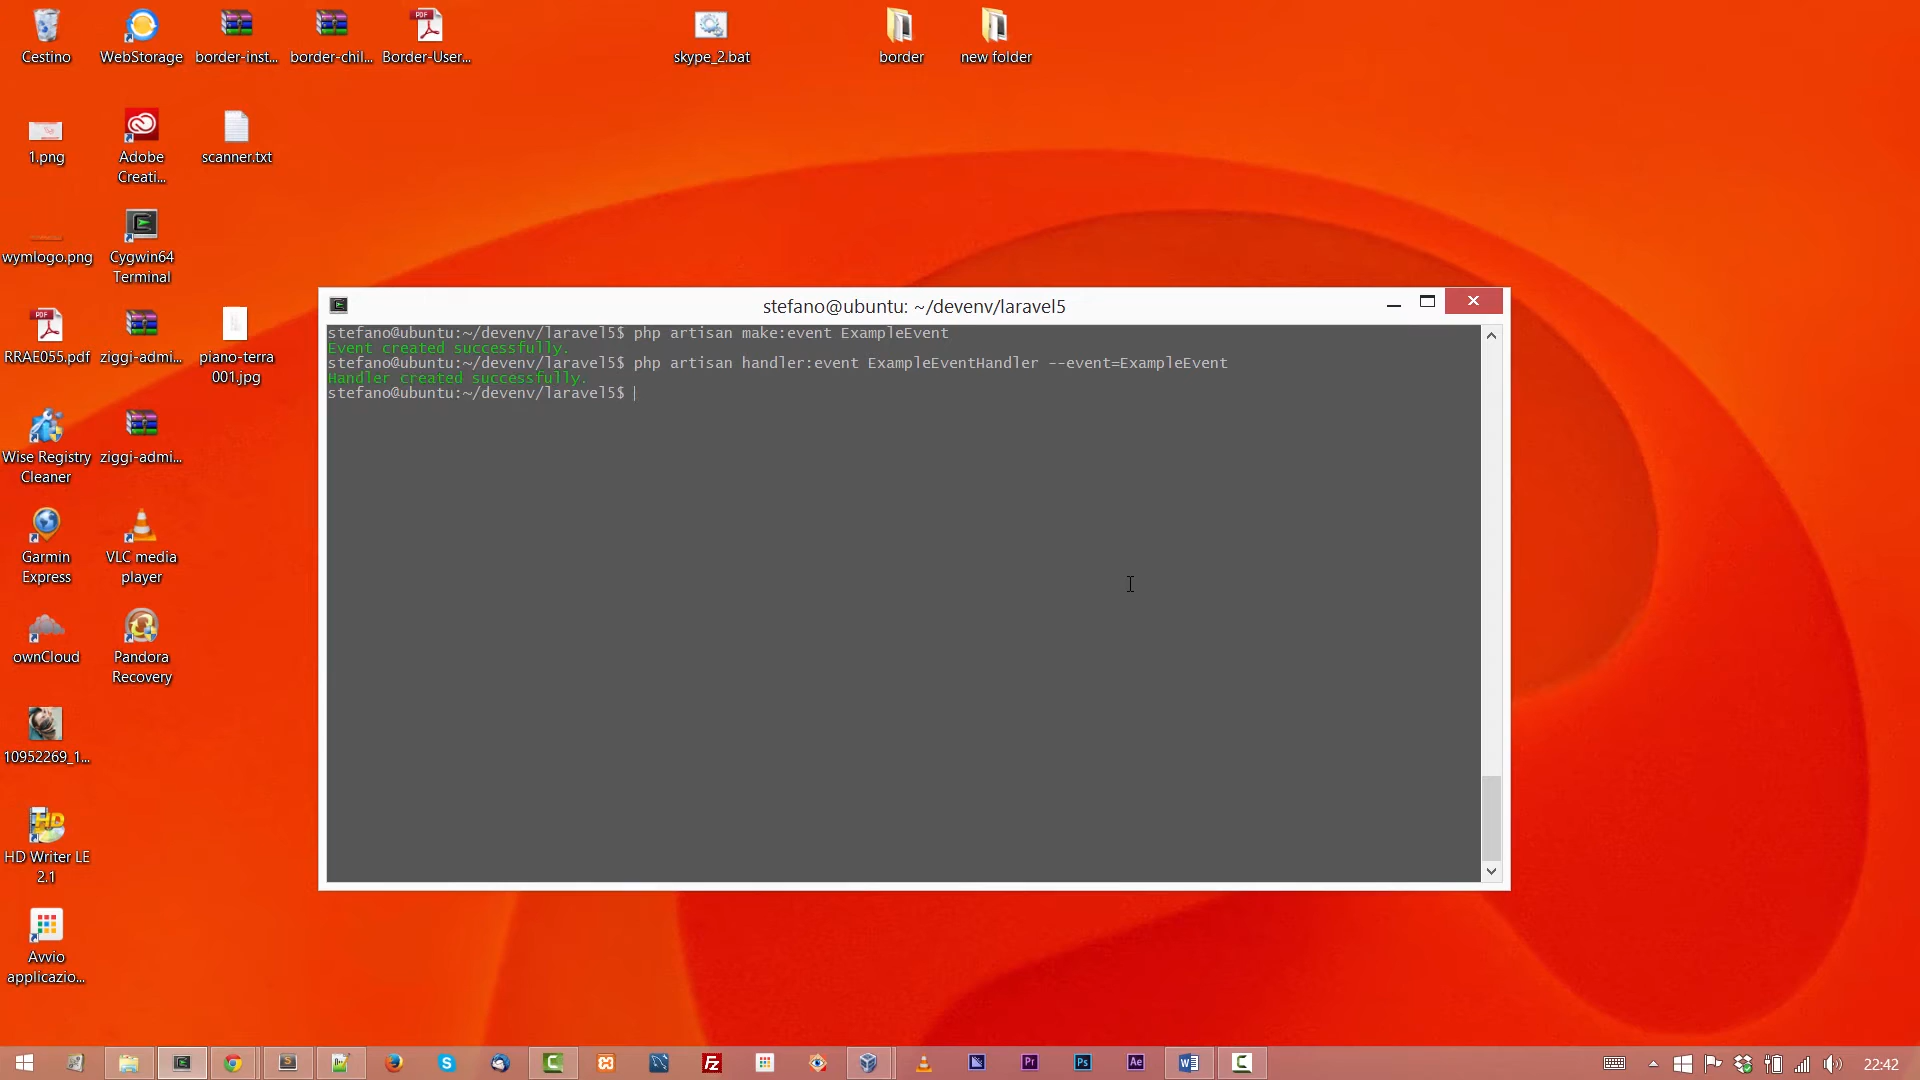 Cestino
WebStorage
border-inst...
border-chil...
Border-User...
skype_2.bat
border
new folder
1.png
Adobe
Creati...
scanner.txt
wymlogo.png
Cygwin64
Terminal
RRAE055.pdf
ziggi-admi...
piano-terra
001.jpg
Wise Registry
Cleaner
ziggi-admi...
Garmin
Express
VLC media
player
ownCloud
Pandora
Recovery
10952269_1...
HD Writer LE
2.1
Avvio
applicazio...
stefano@ubuntu: ~/devenv/laravel5
stefano@ubuntu:~/devenv/laravel5$ php artisan make:event ExampleEvent
Event created successfully.
stefano@ubuntu:~/devenv/laravel5$ php artisan handler:event ExampleEventHandler --event=ExampleEvent
Handler created successfully.
stefano@ubuntu:~/devenv/laravel5$
22:42